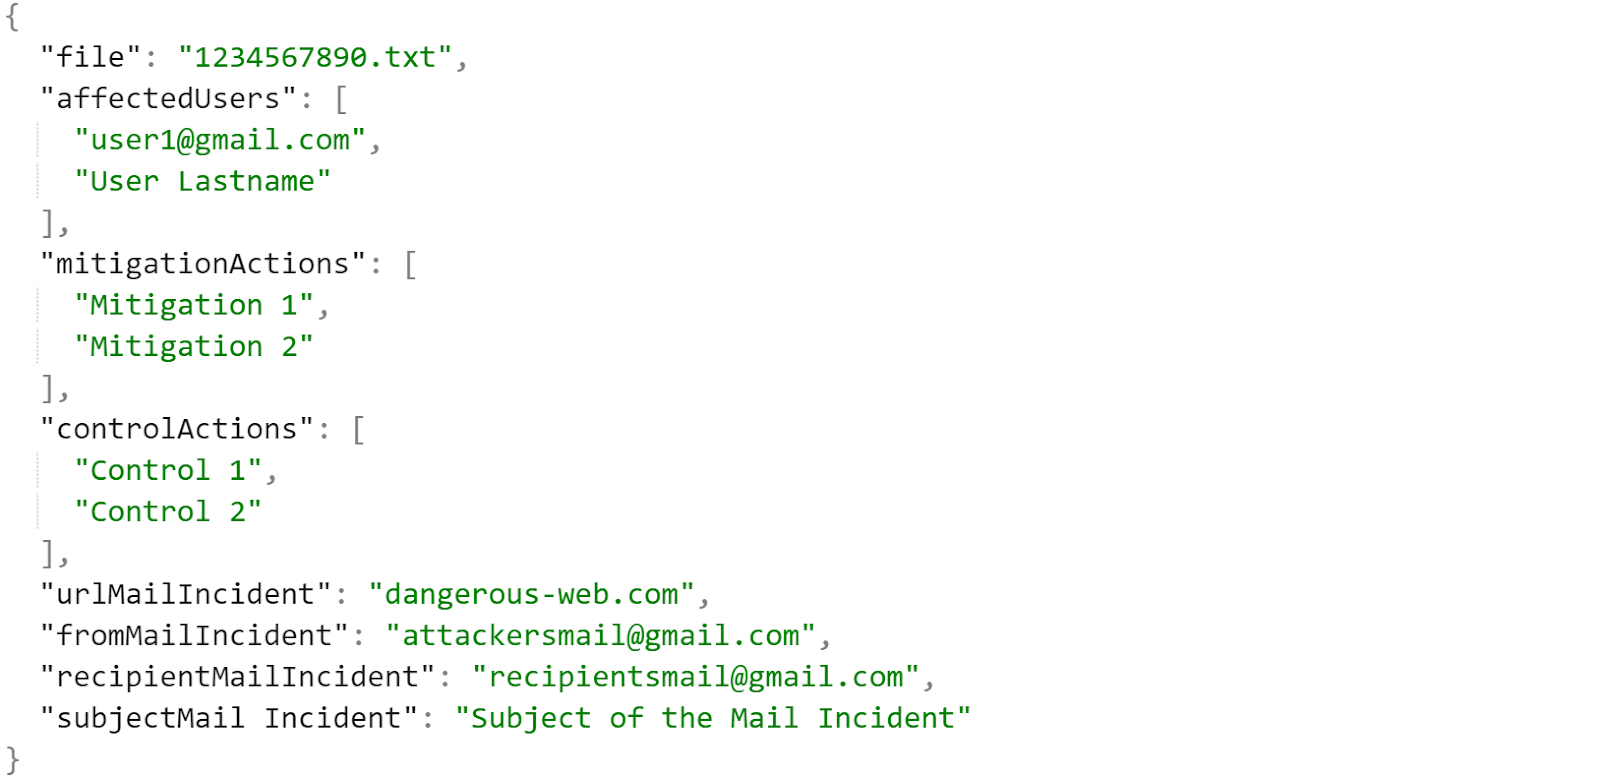 {
"file": "1234567890.txt",
"affectedUsers": [
"user1@gmail.com",
"User Lastname"
],
"mitigationActions": [
"Mitigation 1",
"Mitigation 2"
],
"controlActions": [
"Control 1",
"Control 2"
],
"urlMailIncident": "dangerous-web.com",
"fromMailIncident": "attackersmail@gmail.com",
"recipientMailIncident": "recipientsmail@gmail.com",
"subjectMail Incident": "Subject of the Mail Incident"
}